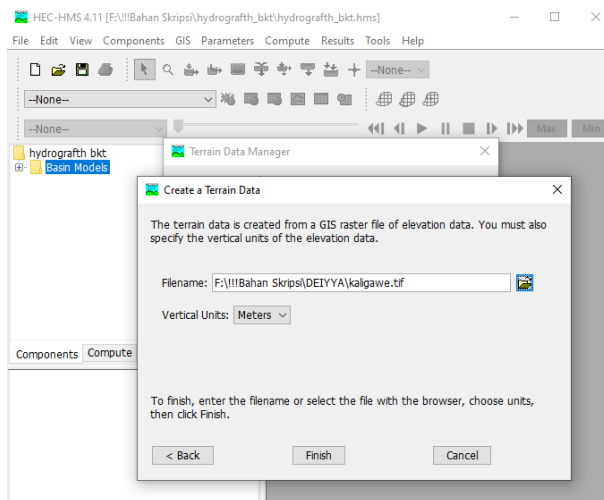 HEC-HMS 4.11 [F:\!!!Bahan Skripsi\hydrografth_bkt\hydrografth_bkt.hms]
File Edit View Components GIS Parameters Compute Results Tools Help
--None--
--None--
--None-- Max Min
hydrografth bkt
Basin Models
Terrain Data Manager
Create a Terrain Data
The terrain data is created from a GIS raster file of elevation data. You must also
specify the vertical units of the elevation data.
Filename: F:\!!!Bahan Skripsi\DEIYYA\kaligawe.tif
Vertical Units: Meters
Components Compute
To finish, enter the filename or select the file with the browser, choose units,
then click Finish.
< Back Finish Cancel